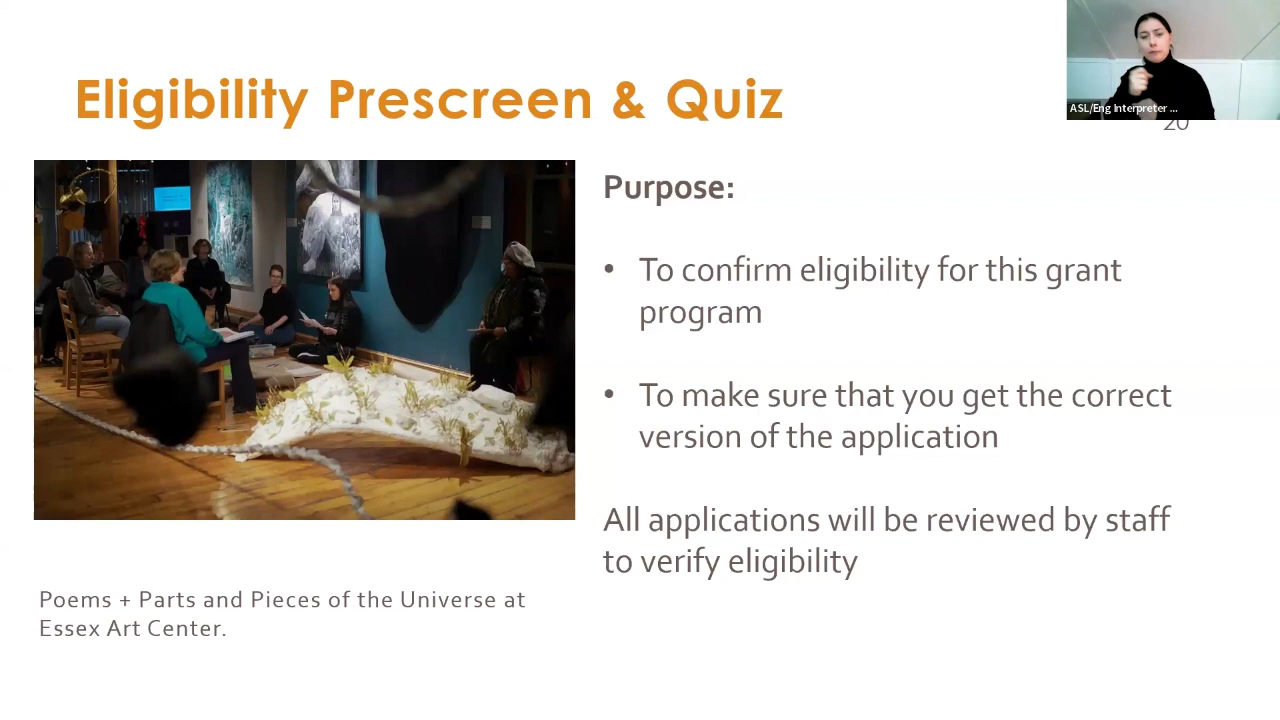 Eligibility Prescreen & Quiz
ASL/Eng Interpreter ...
20
Purpose:
• To confirm eligibility for this grant
program
• To make sure that you get the correct
version of the application
All applications will be reviewed by staff
to verify eligibility
Poems + Parts and Pieces of the Universe at
Essex Art Center.